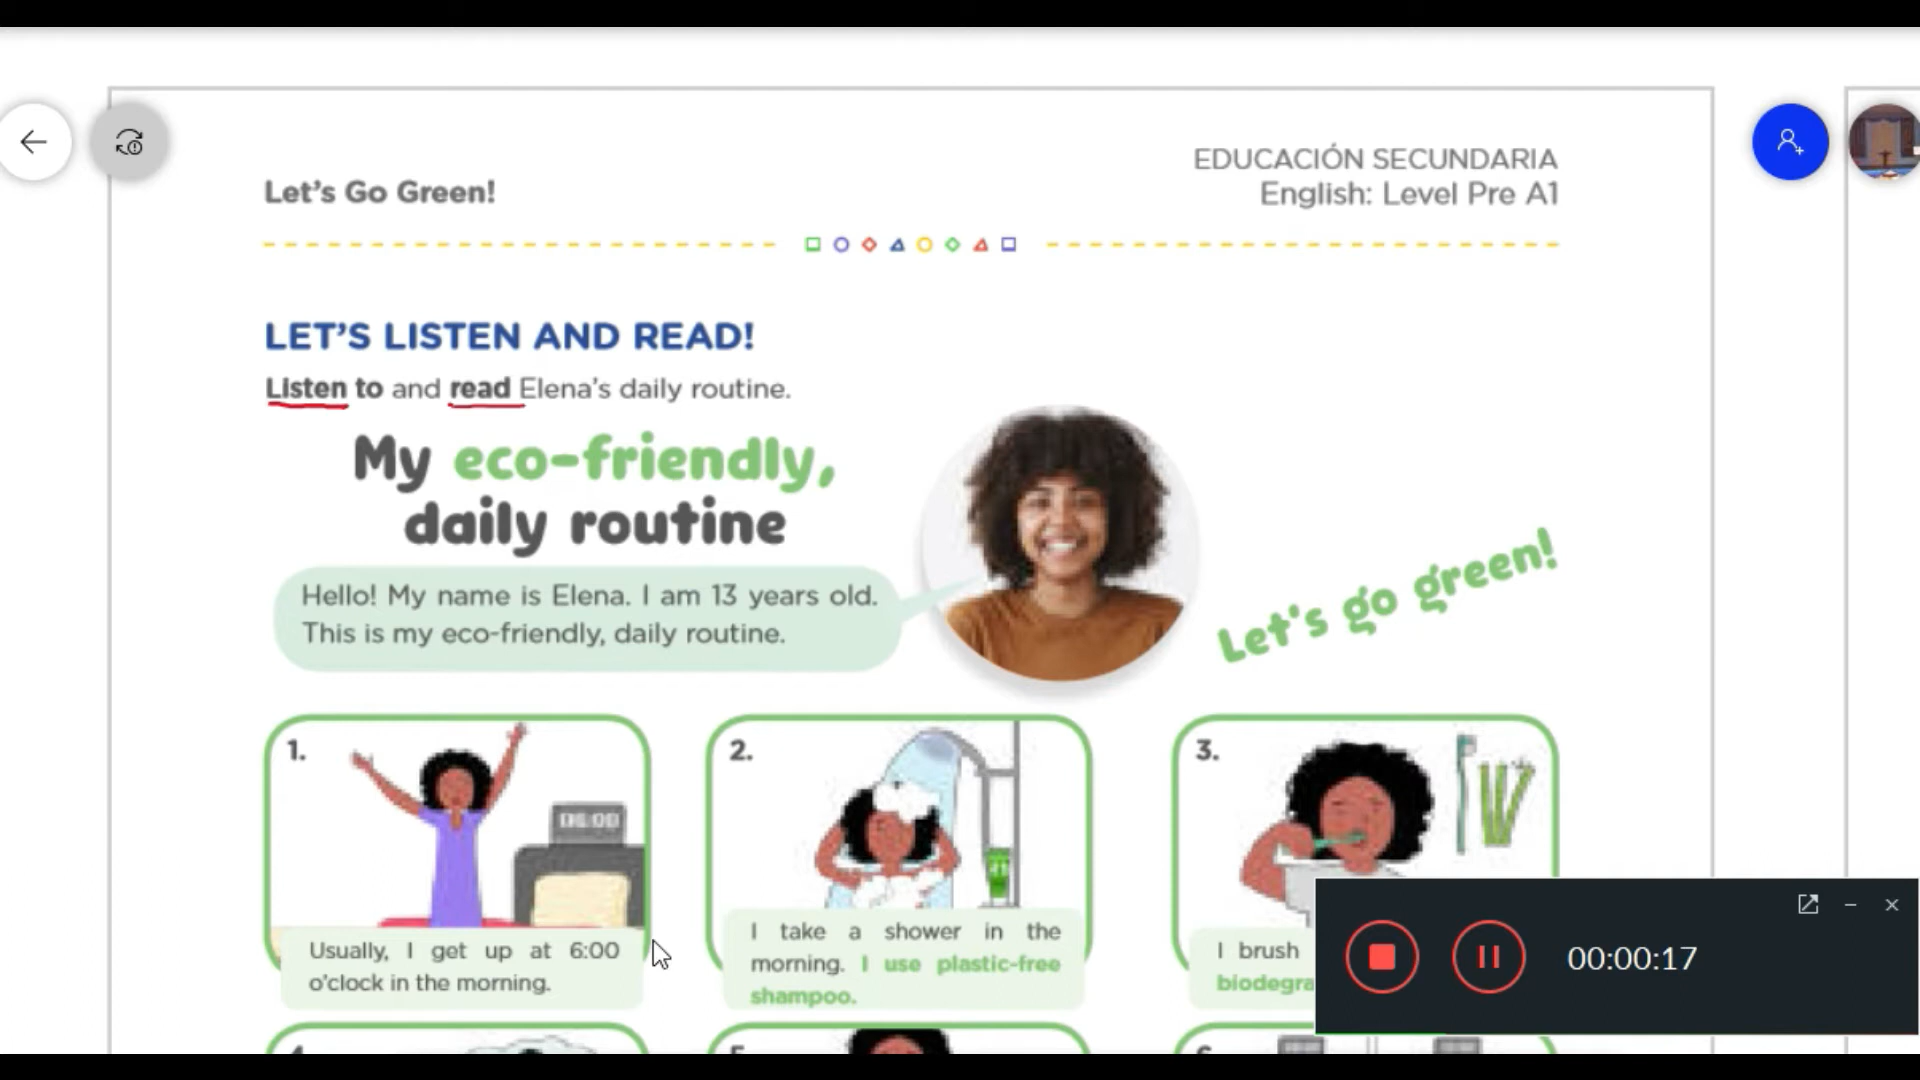 EDUCACIÓN SECUNDARIA
Let's Go Green!
English: Level Pre A1
LET'S LISTEN AND READ!
Listen to and read Elena's daily routine.
My eco-friendly,
daily routine
Hello! My name is Elena. I am 13 years old.
This is my eco-friendly, daily routine.
Let's go green!
1.
2.
3.
06:00
Usually, I get up at 6:00
o'clock in the morning.
I take a shower in the
morning. I use plastic-free
shampoo.
I brush
00:00:17